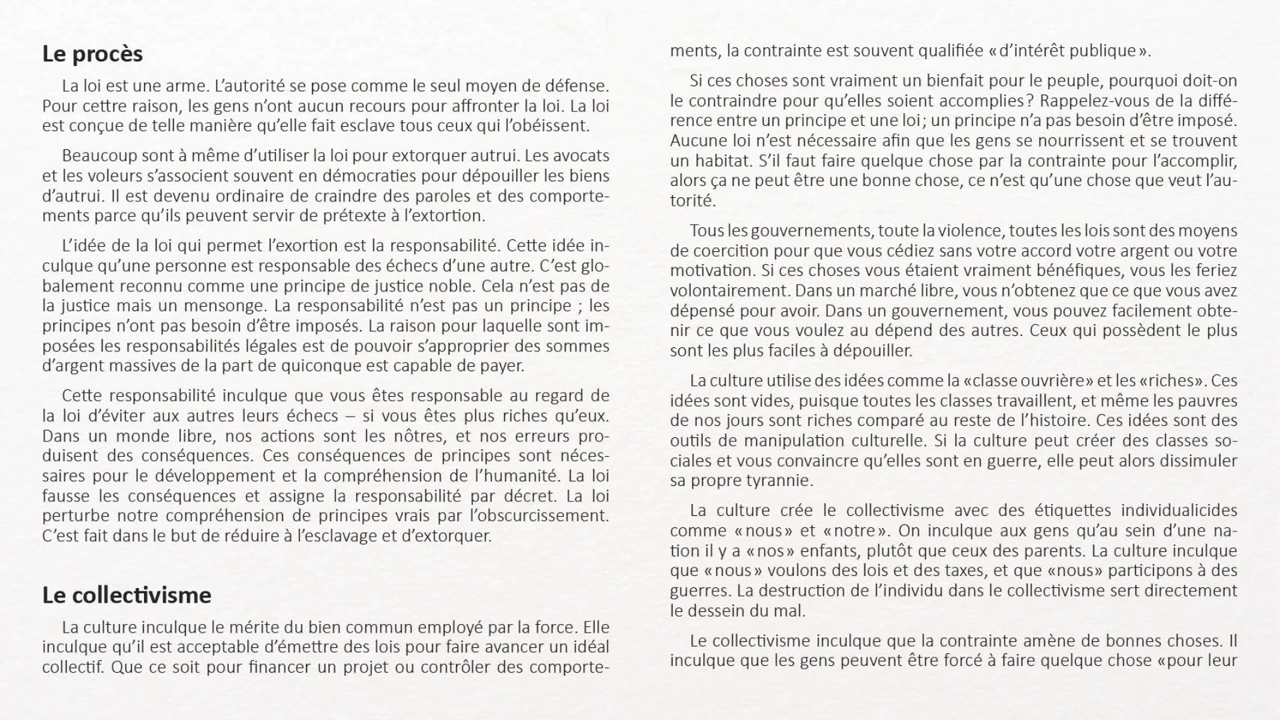 Le procès
La loi est une arme. L'autorité se pose comme le seul moyen de défense.
Pour cettre raison, les gens n'ont aucun recours pour affronter la loi. La loi
est conçue de telle manière qu'elle fait esclave tous ceux qui l'obéissent.
Beaucoup sont à même d'utiliser la loi pour extorquer autrui. Les avocats
et les voleurs s'associent souvent en démocraties pour dépouiller les biens
d'autrui. Il est devenu ordinaire de craindre des paroles et des comporte-
ments parce qu'ils peuvent servir de prétexte à l'extortion.
L'idée de la loi qui permet l'exortion est la responsabilité. Cette idée in-
culque qu'une personne est responsable des échecs d'une autre. C'est glo-
balement reconnu comme une principe de justice noble. Cela n'est pas de
la justice mais un mensonge. La responsabilité n'est pas un principe ; les
principes n'ont pas besoin d'être imposés. La raison pour laquelle sont im-
posées les responsabilités légales est de pouvoir s'approprier des sommes
d'argent massives de la part de quiconque est capable de payer.
Cette responsabilité inculque que vous êtes responsable au regard de
la loi d'éviter aux autres leurs échecs – si vous êtes plus riches qu'eux.
Dans un monde libre, nos actions sont les nôtres, et nos erreurs pro-
duisent des conséquences. Ces conséquences de principes sont néces-
saires pour le développement et la compréhension de l'humanité. La loi
fausse les conséquences et assigne la responsabilité par décret. La loi
perturbe notre compréhension de principes vrais par l'obscurcissement.
C'est fait dans le but de réduire à l'esclavage et d'extorquer.
Le collectivisme
La culture inculque le mérite du bien commun employé par la force. Elle
inculque qu'il est acceptable d'émettre des lois pour faire avancer un idéal
collectif. Que ce soit pour financer un projet ou contrôler des comporte-
ments, la contrainte est souvent qualifiée «d'intérêt publique».
Si ces choses sont vraiment un bienfait pour le peuple, pourquoi doit-on
le contraindre pour qu'elles soient accomplies? Rappelez-vous de la diffé-
rence entre un principe et une loi; un principe n'a pas besoin d'être imposé.
Aucune loi n'est nécessaire afin que les gens se nourrissent et se trouvent
un habitat. S'il faut faire quelque chose par la contrainte pour l'accomplir,
alors ça ne peut être une bonne chose, ce n'est qu'une chose que veut l'au-
torité.
Tous les gouvernements, toute la violence, toutes les lois sont des moyens
de coercition pour que vous cédiez sans votre accord votre argent ou votre
motivation. Si ces choses vous étaient vraiment bénéfiques, vous les feriez
volontairement. Dans un marché libre, vous n'obtenez que ce que vous avez
dépensé pour avoir. Dans un gouvernement, vous pouvez facilement obte-
nir ce que vous voulez au dépend des autres. Ceux qui possèdent le plus
sont les plus faciles à dépouiller.
La culture utilise des idées comme la «classe ouvrière» et les «riches». Ces
idées sont vides, puisque toutes les classes travaillent, et même les pauvres
de nos jours sont riches comparé au reste de l'histoire. Ces idées sont des
outils de manipulation culturelle. Si la culture peut créer des classes so-
ciales et vous convaincre qu'elles sont en guerre, elle peut alors dissimuler
sa propre tyrannie.
La culture crée le collectivisme avec des étiquettes individualicides
comme «nous» et «notre». On inculque aux gens qu'au sein d'une na-
tion il y a «nos» enfants, plutôt que ceux des parents. La culture inculque
que «nous» voulons des lois et des taxes, et que «nous» participons à des
guerres. La destruction de l'individu dans le collectivisme sert directement
le dessein du mal.
Le collectivisme inculque que la contrainte amène de bonnes choses. Il
inculque que les gens peuvent être forcé à faire quelque chose «pour leur